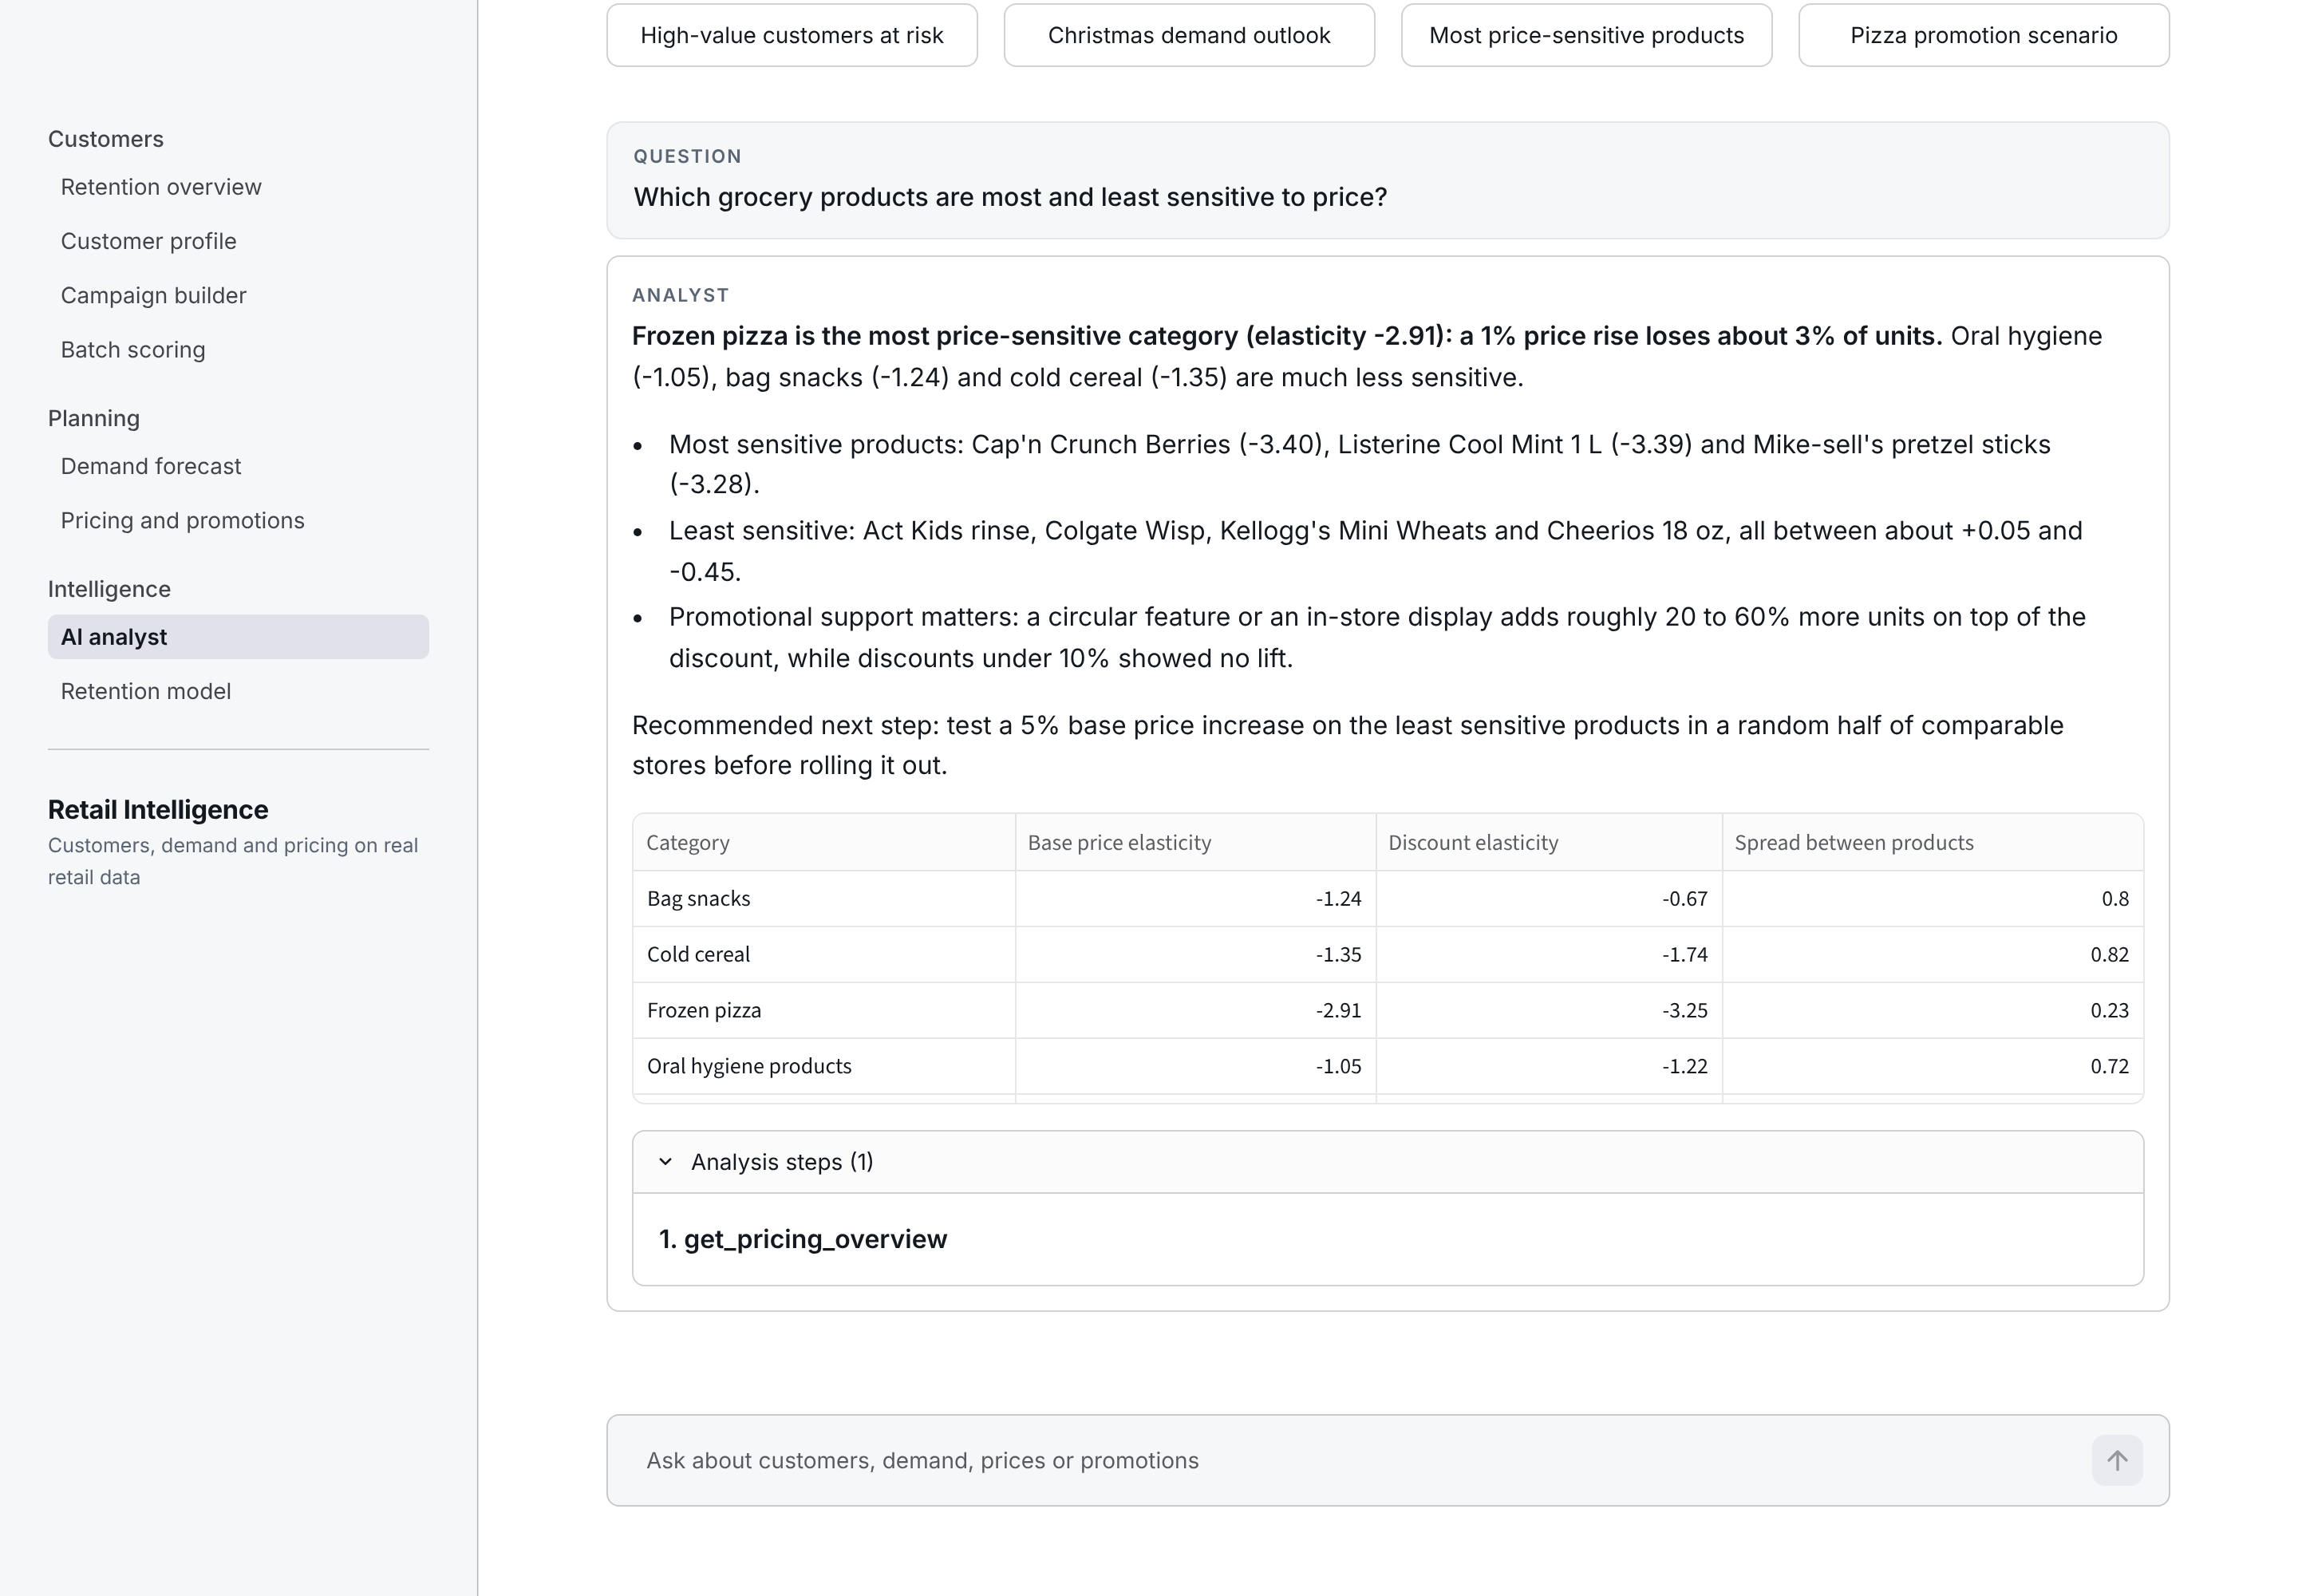 High-value customers at risk
Christmas demand outlook
Most price-sensitive products
Pizza promotion scenario
Customers
Retention overview
Customer profile
Campaign builder
Batch scoring
Planning
Demand forecast
Pricing and promotions
Intelligence
AI analyst
Retention model
Retail Intelligence
Customers, demand and pricing on real
retail data
QUESTION
Which grocery products are most and least sensitive to price?
ANALYST
Frozen pizza is the most price-sensitive category (elasticity -2.91): a 1% price rise loses about 3% of units. Oral hygiene
(-1.05), bag snacks (-1.24) and cold cereal (-1.35) are much less sensitive.
• Most sensitive products: Cap'n Crunch Berries (-3.40), Listerine Cool Mint 1 L (-3.39) and Mike-sell's pretzel sticks
(-3.28).
• Least sensitive: Act Kids rinse, Colgate Wisp, Kellogg's Mini Wheats and Cheerios 18 oz, all between about +0.05 and
-0.45.
• Promotional support matters: a circular feature or an in-store display adds roughly 20 to 60% more units on top of the
discount, while discounts under 10% showed no lift.
Recommended next step: test a 5% base price increase on the least sensitive products in a random half of comparable
stores before rolling it out.
Category Base price elasticity Discount elasticity Spread between products
Bag snacks -1.24 -0.67 0.8
Cold cereal -1.35 -1.74 0.82
Frozen pizza -2.91 -3.25 0.23
Oral hygiene products -1.05 -1.22 0.72
Analysis steps (1)
1. get_pricing_overview
Ask about customers, demand, prices or promotions